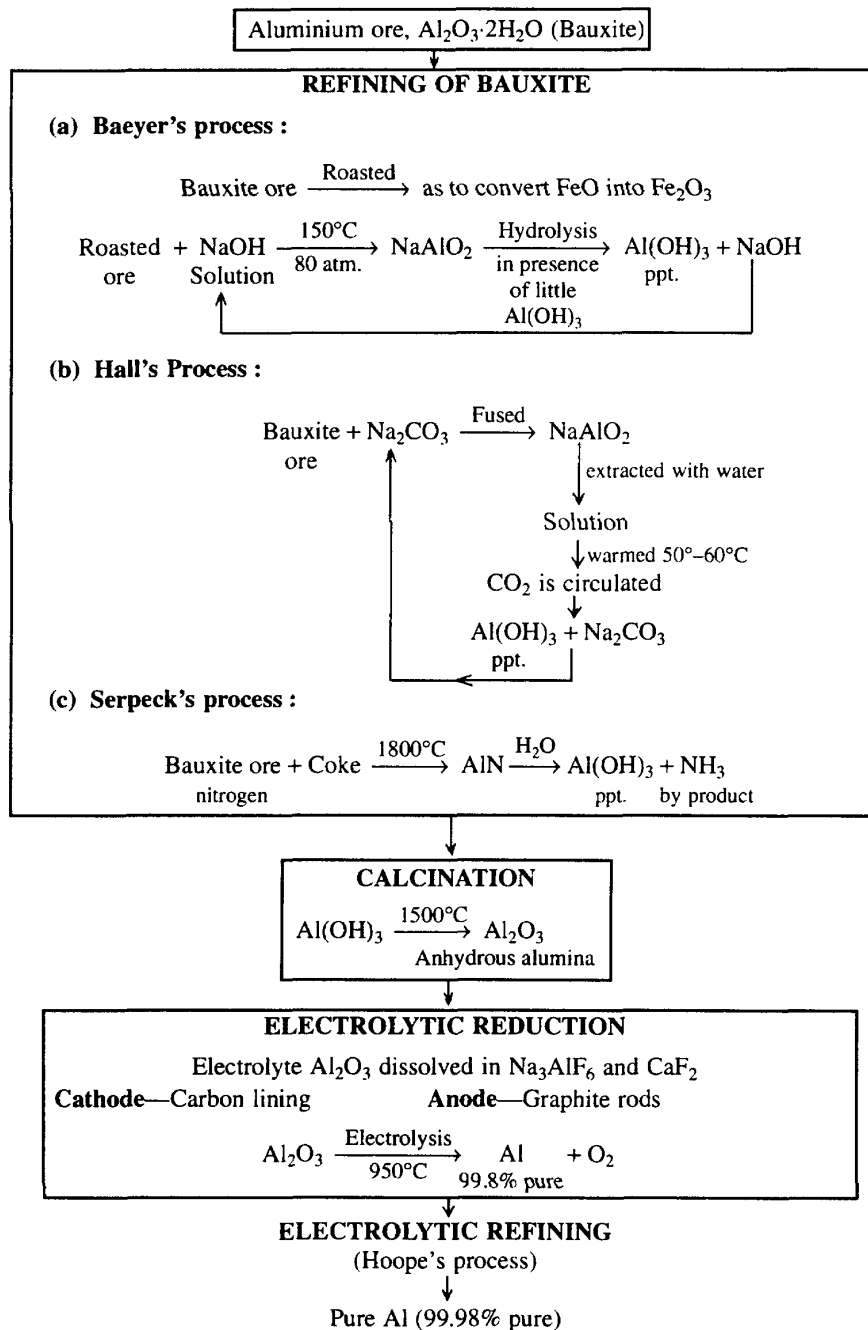 Aluminium ore, Al₂O₃·2H₂O (Bauxite)
REFINING OF BAUXITE
(a) Baeyer's process :
Bauxite ore —Roasted→ as to convert FeO into Fe₂O₃
Roasted + NaOH —150°C→ NaAlO₂ —Hydrolysis→ Al(OH)₃ + NaOH
ore Solution 80 atm. in presence ppt.
of little
Al(OH)₃
(b) Hall's Process :
Bauxite + Na₂CO₃ —Fused→ NaAlO₂
ore
extracted with water
Solution
warmed 50°–60°C
CO₂ is circulated
Al(OH)₃ + Na₂CO₃
ppt.
(c) Serpeck's process :
Bauxite ore + Coke —1800°C→ AlN —H₂O→ Al(OH)₃ + NH₃
nitrogen ppt. by product
CALCINATION
Al(OH)₃ —1500°C→ Al₂O₃
Anhydrous alumina
ELECTROLYTIC REDUCTION
Electrolyte Al₂O₃ dissolved in Na₃AlF₆ and CaF₂
Cathode—Carbon lining Anode—Graphite rods
Al₂O₃ —Electrolysis→ Al + O₂
950°C 99.8% pure
ELECTROLYTIC REFINING
(Hoope's process)
Pure Al (99.98% pure)